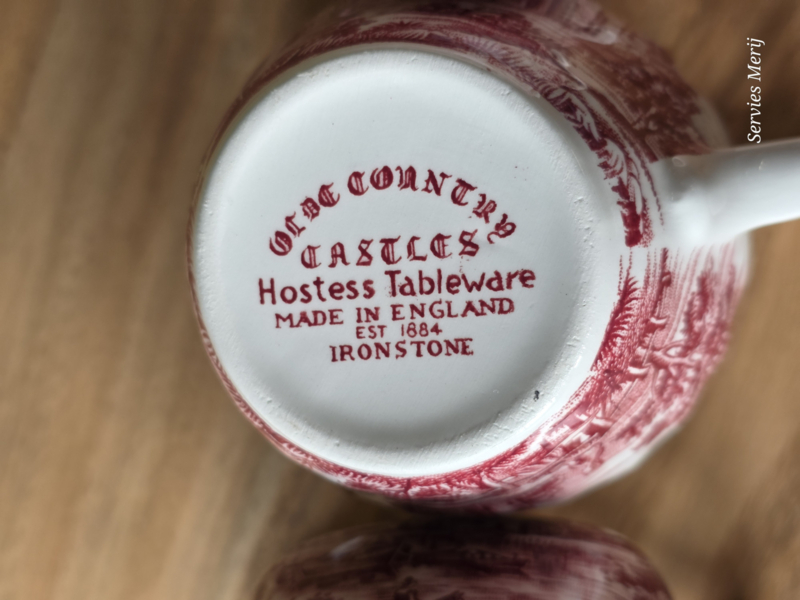 OLDE COUNTRY
CASTLES
Hostess Tableware
MADE IN ENGLAND
EST 1884
IRONSTONE
Servies Merij